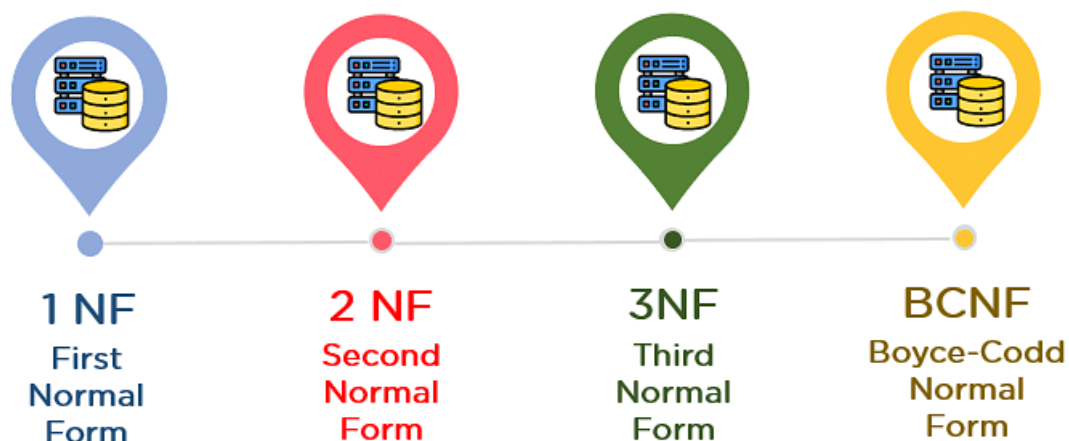 1 NF
First
Normal
Form
2 NF
Second
Normal
Form
3NF
Third
Normal
Form
BCNF
Boyce-Codd
Normal
Form